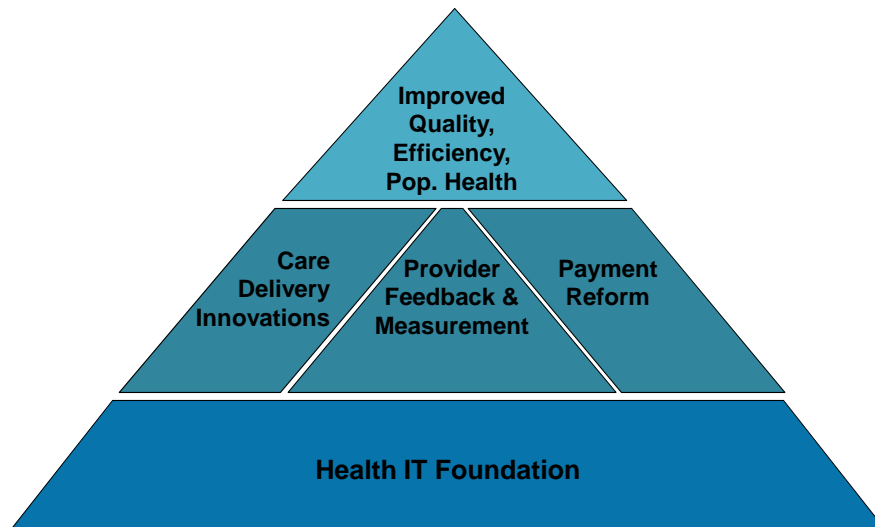 Improved
Quality,
Efficiency,
Pop. Health
Care
Delivery
Innovations
Provider
Feedback &
Measurement
Payment
Reform
Health IT Foundation